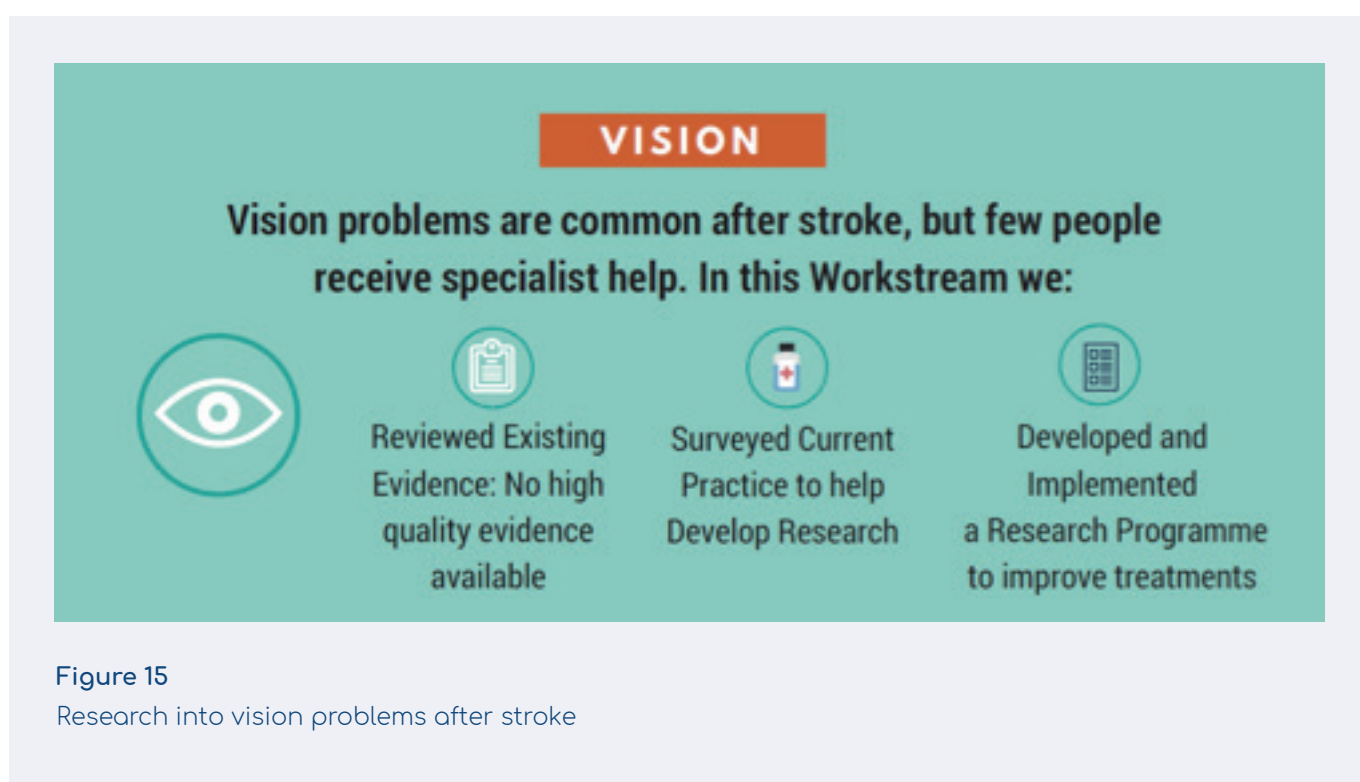 VISION
Vision problems are common after stroke, but few people
receive specialist help. In this Workstream we:
Reviewed Existing
Evidence: No high
quality evidence
available
Surveyed Current
Practice to help
Develop Research
Developed and
Implemented
a Research Programme
to improve treatments
Figure 15
Research into vision problems after stroke